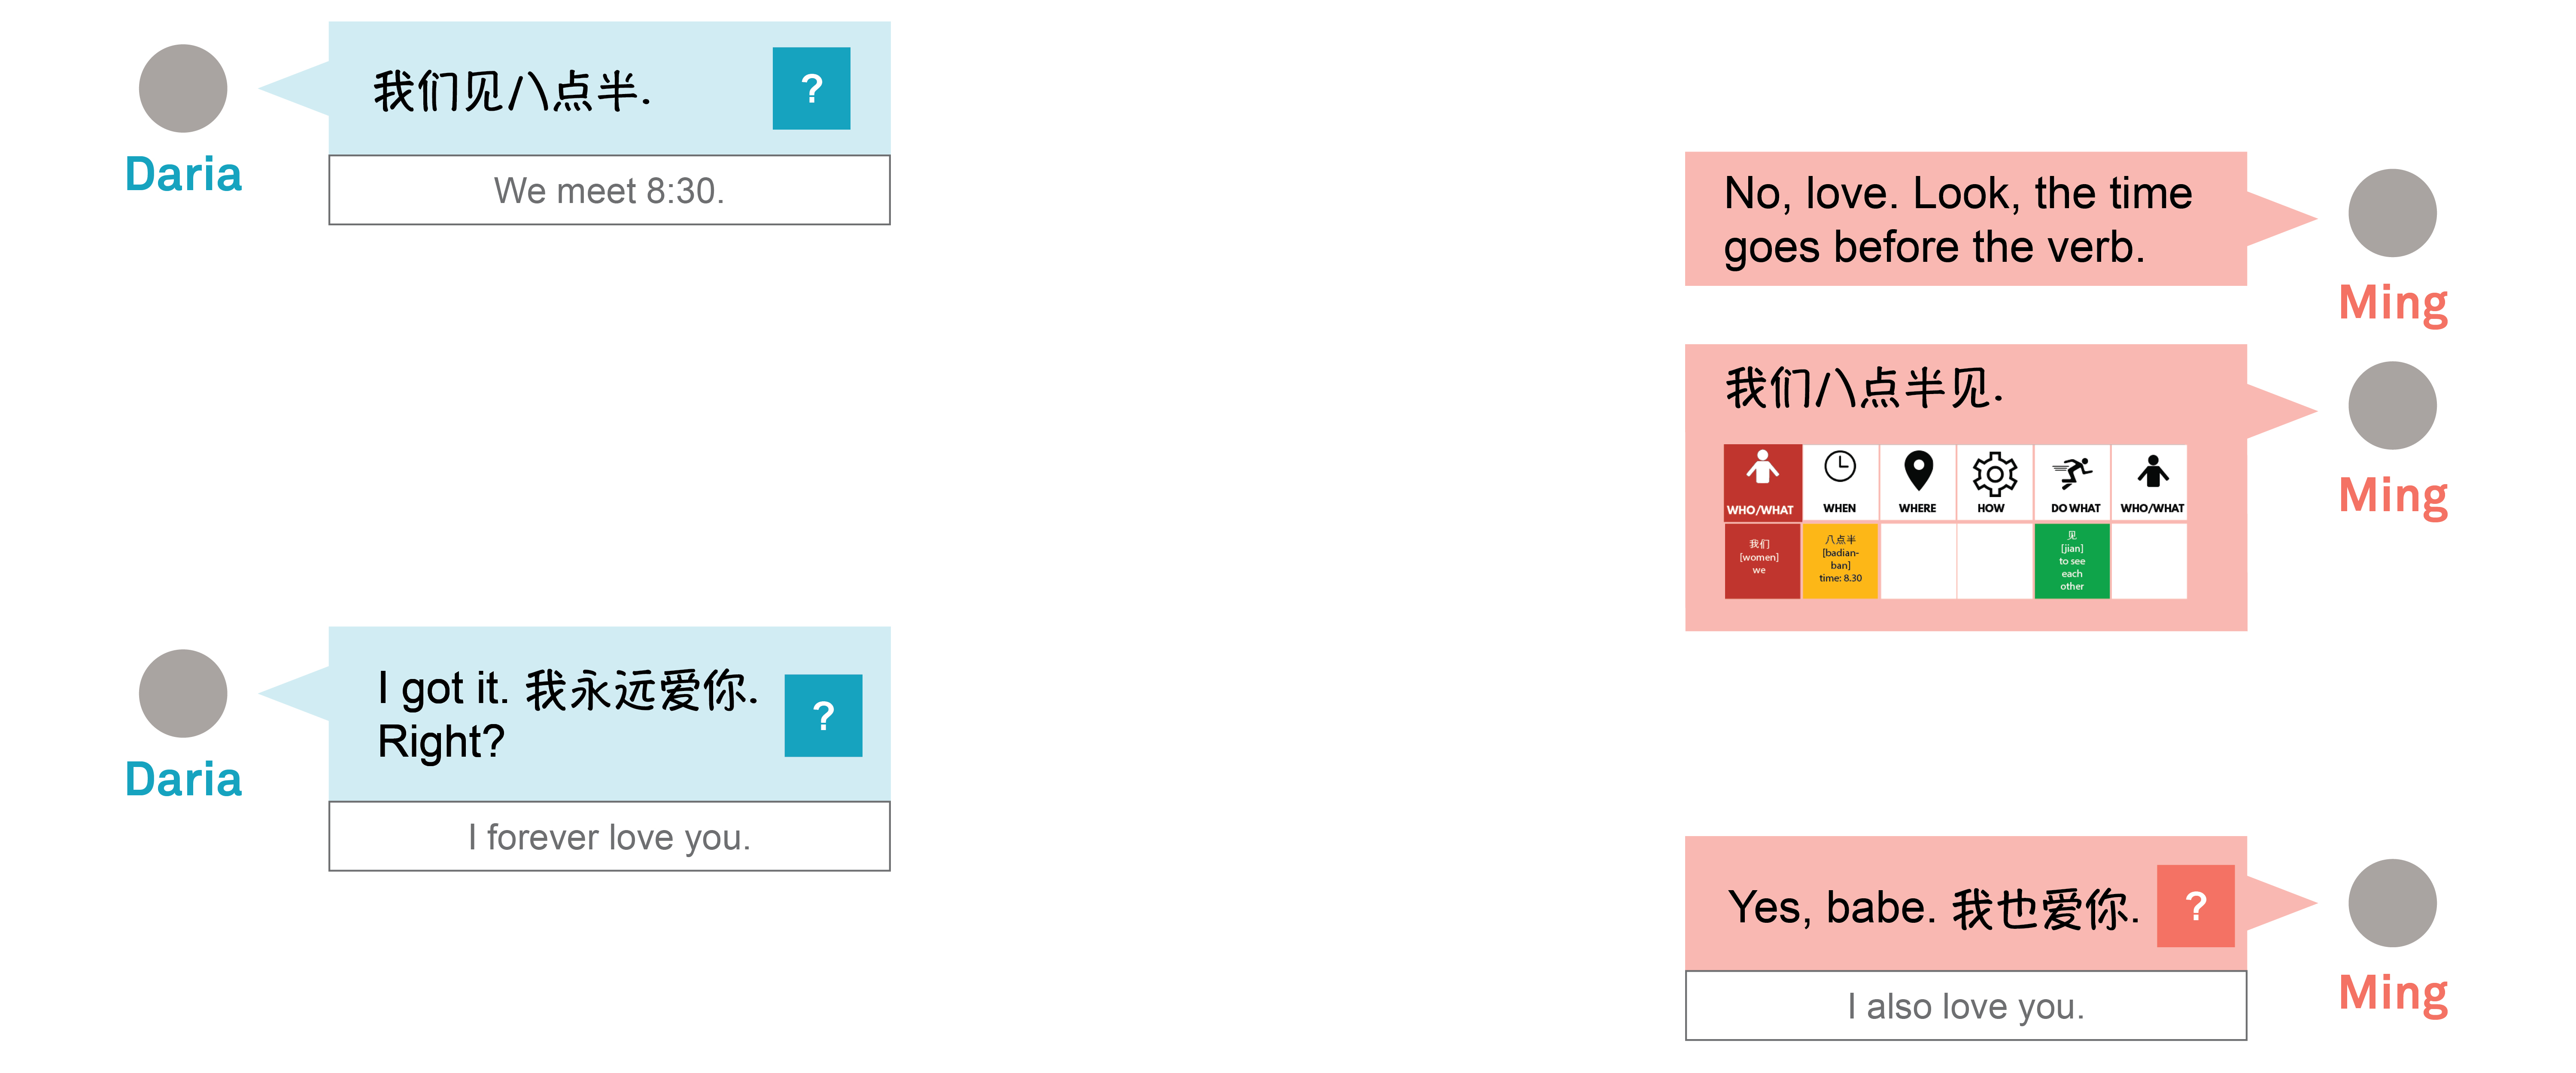 我们见八点半.
?
We meet 8:30.
Daria
No, love. Look, the time
goes before the verb.
Ming
我们八点半见.
WHO/WHAT WHEN WHERE HOW DO WHAT WHO/WHAT
我们
[women]
we
八点半
[badian-
ban]
time: 8.30
见
[jian]
to see
each
other
Ming
I got it. 我永远爱你.
Right?
?
I forever love you.
Daria
Yes, babe. 我也爱你.
?
I also love you.
Ming